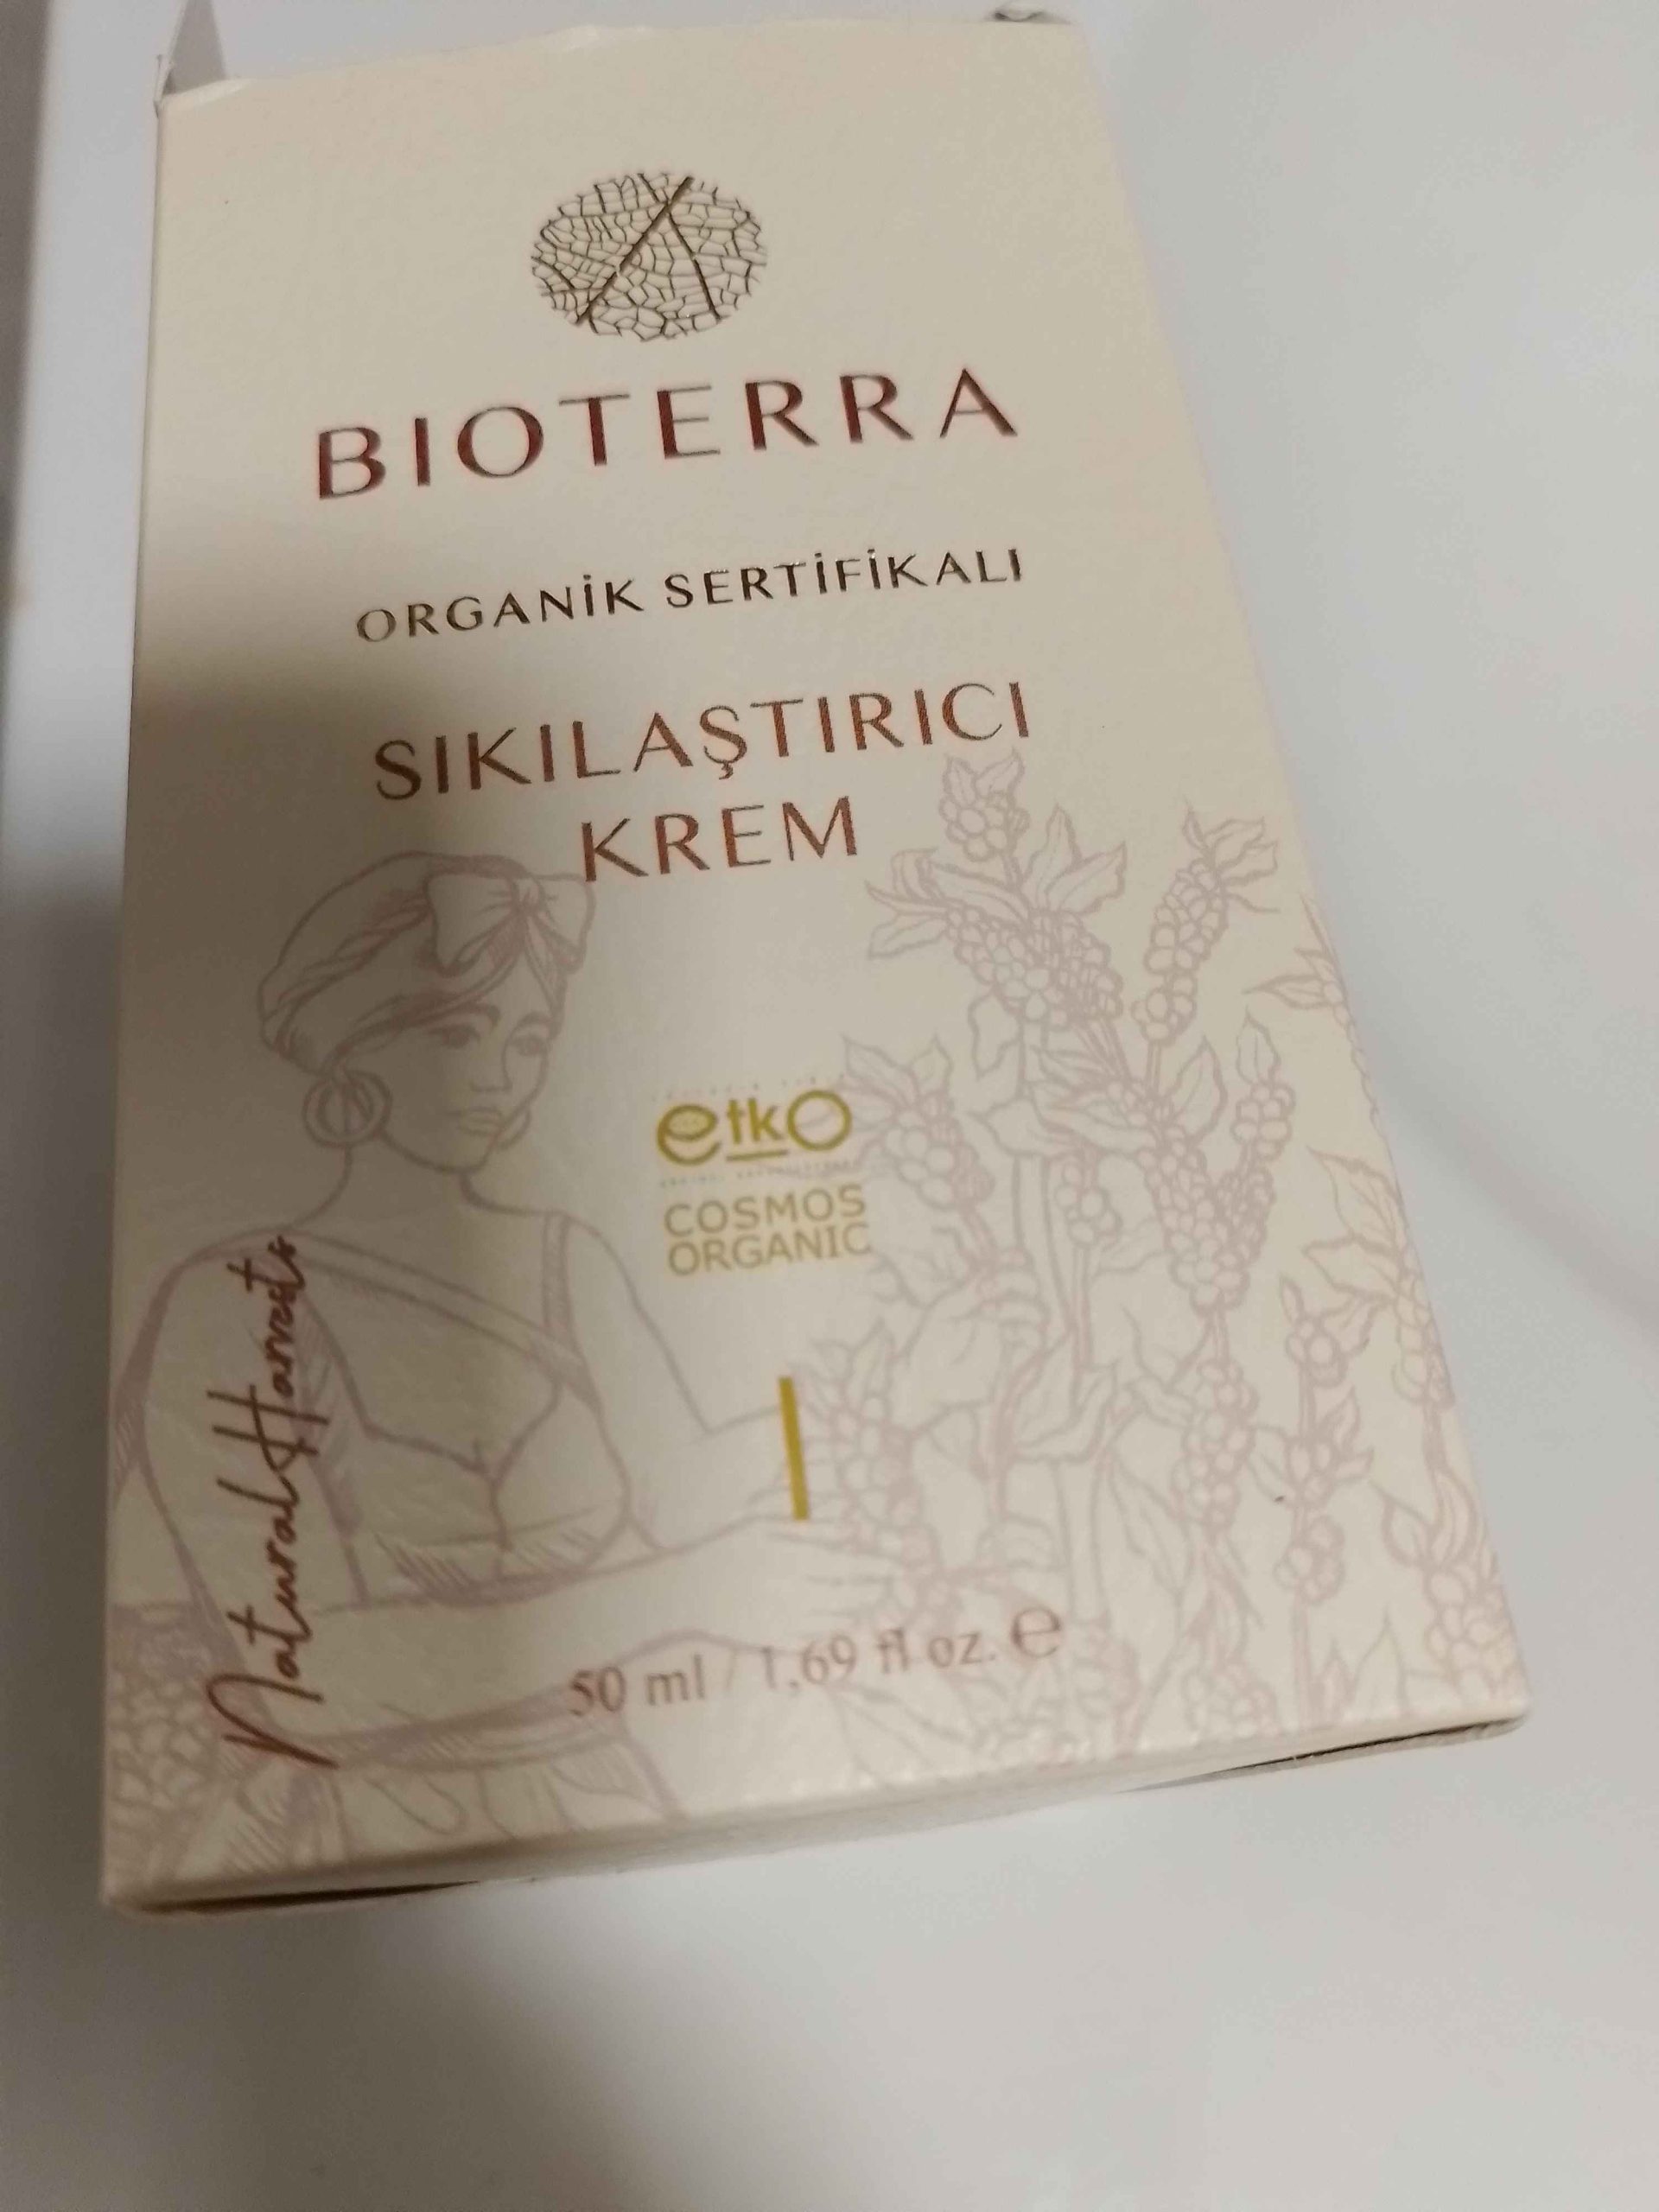 BIOTERRA
ORGANİK SERTİFİKALI
SIKILAŞTIRICI
KREM
etko
COSMOS
ORGANIC
Natural Harvests
50 ml / 1,69 fl oz. e